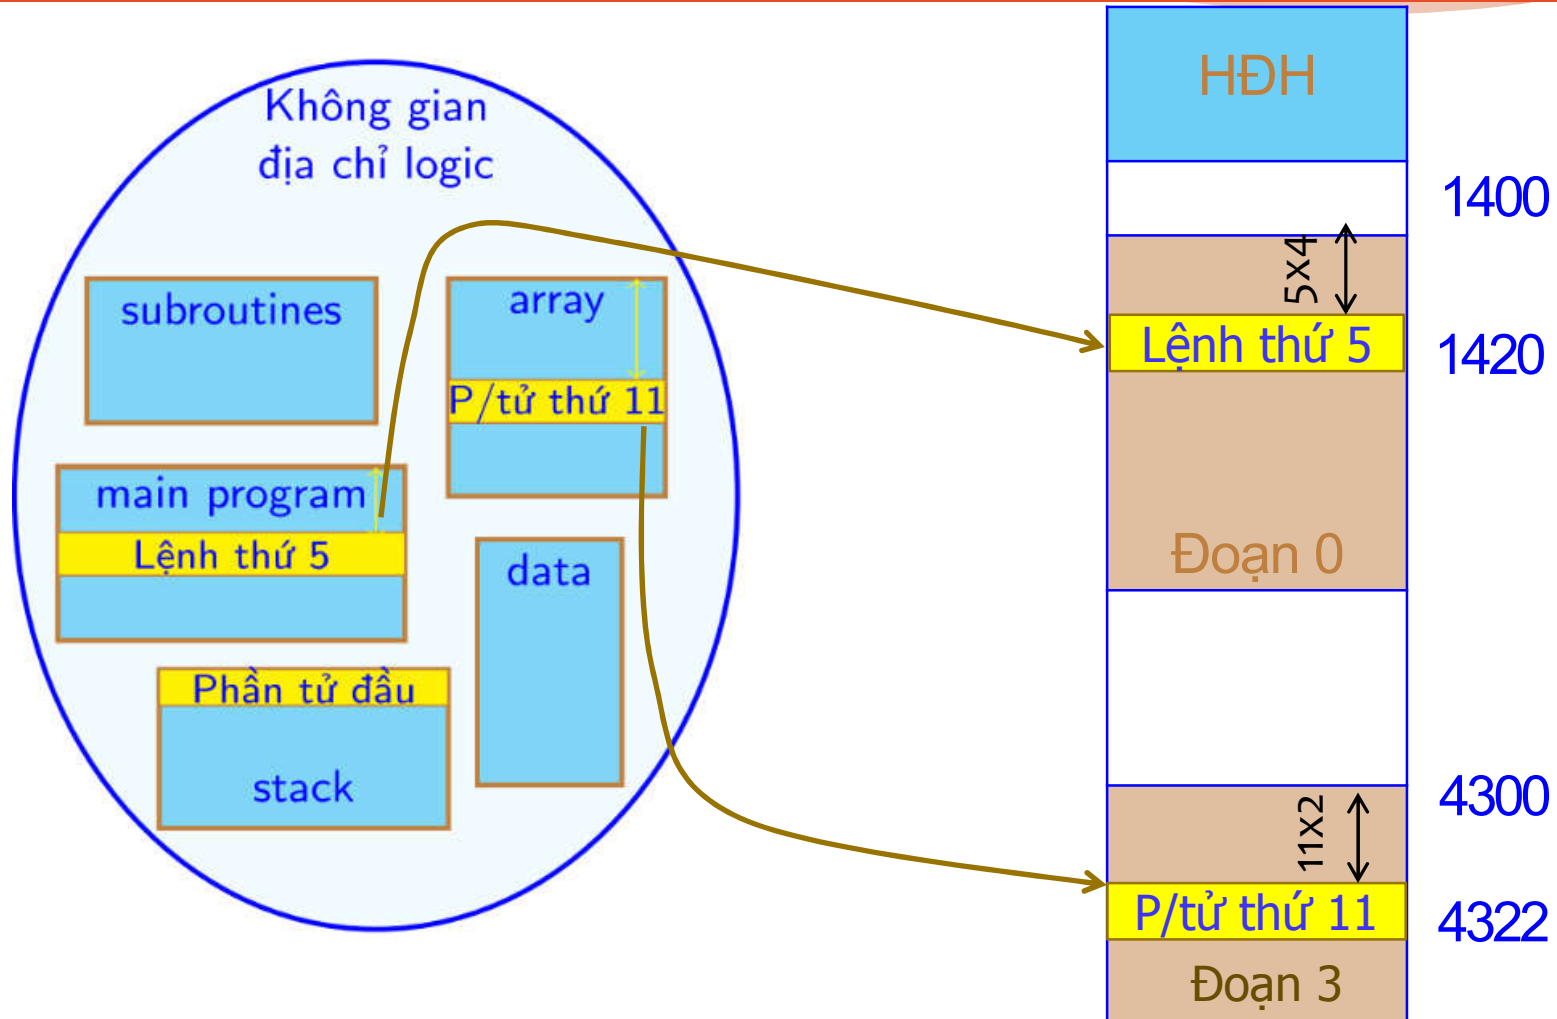 Không gian
địa chỉ logic
subroutines
array
P/tử thứ 11
main program
Lệnh thứ 5
data
Phần tử đầu
stack
HĐH
1400
5x4
Lệnh thứ 5
1420
Đoạn 0
4300
11x2
P/tử thứ 11
4322
Đoạn 3